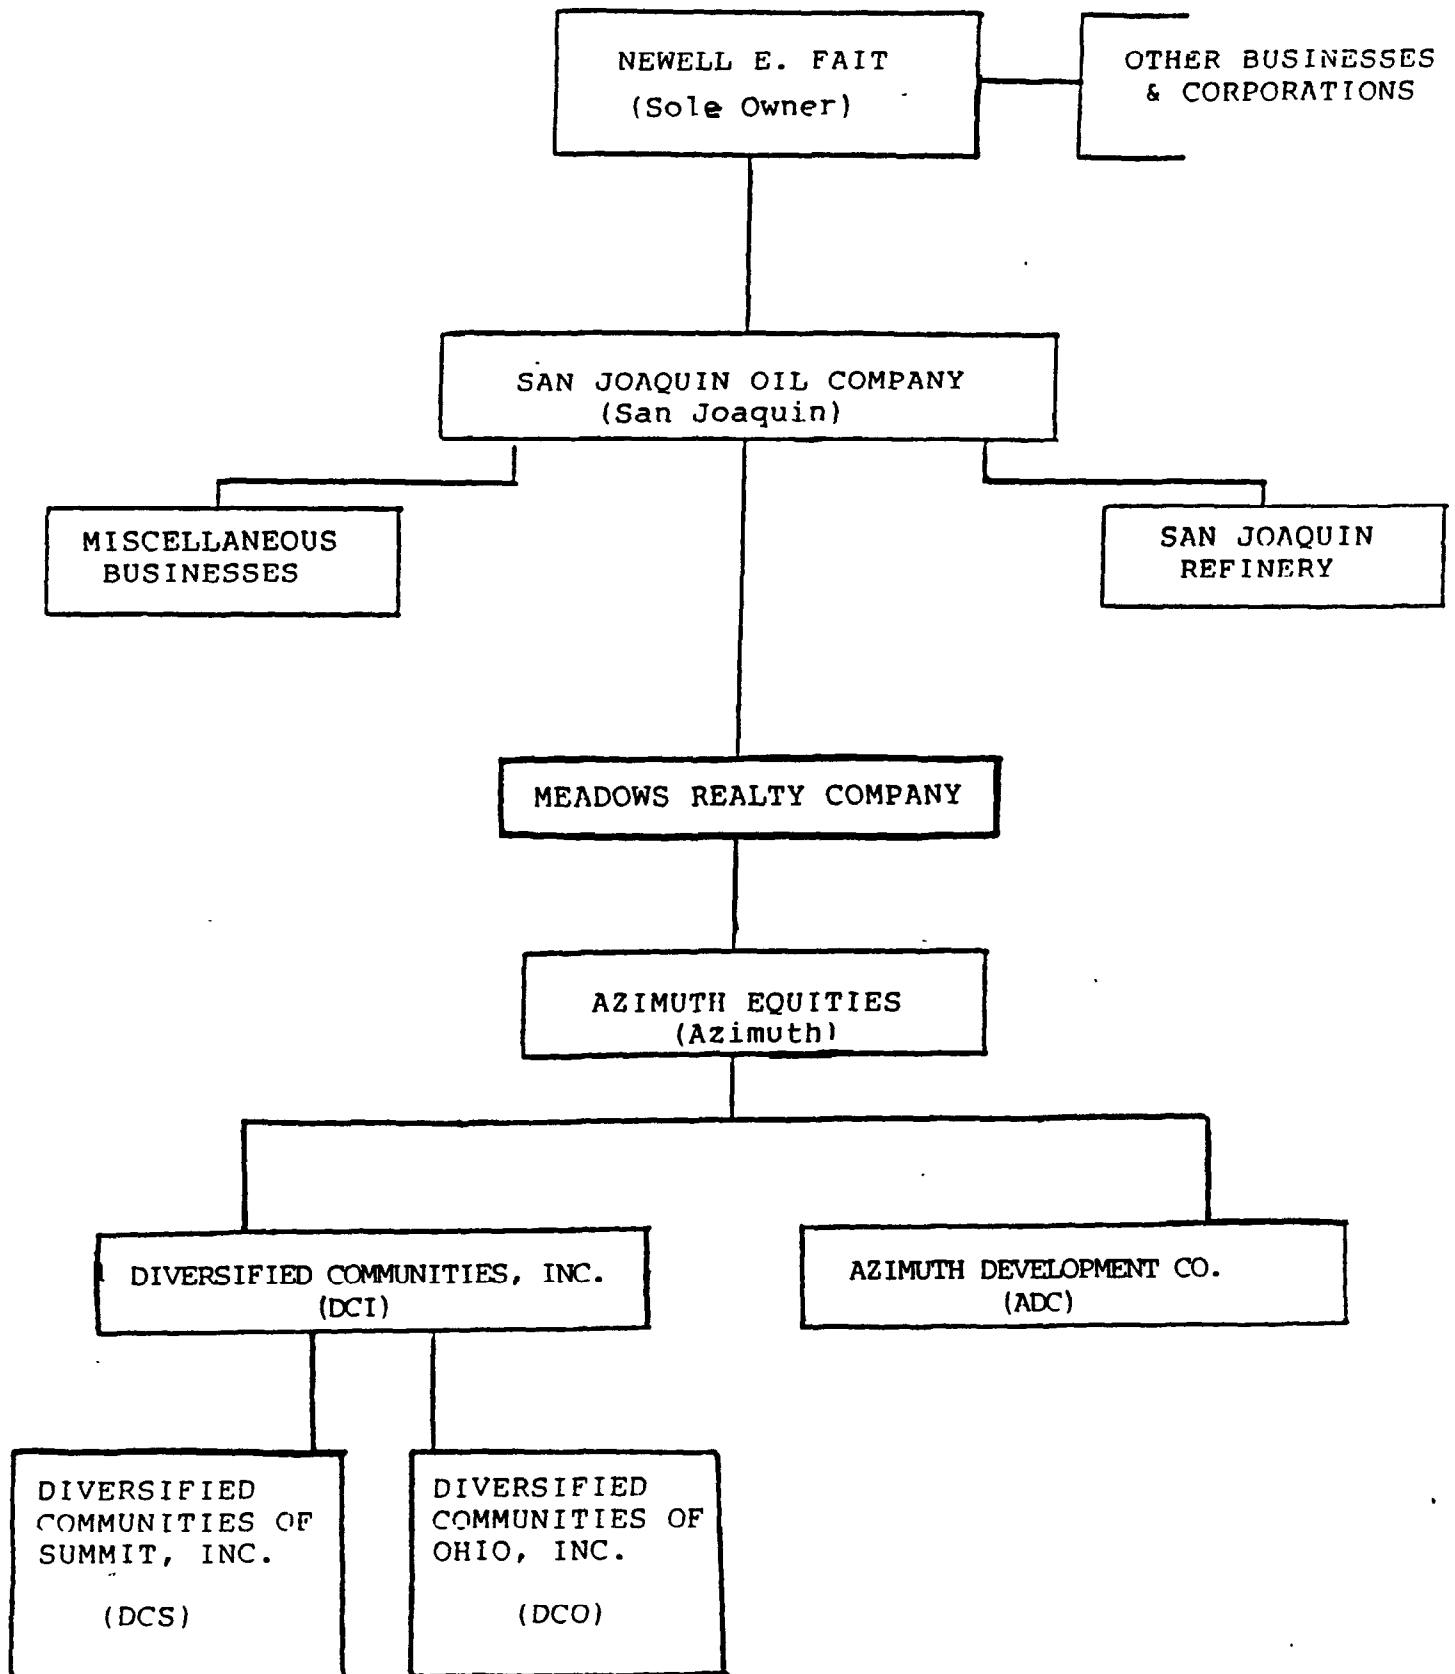 NEWELL E. FAIT
(Sole Owner)
OTHER BUSINESSES
& CORPORATIONS
SAN JOAQUIN OIL COMPANY
(San Joaquin)
MISCELLANEOUS
BUSINESSES
SAN JOAQUIN
REFINERY
MEADOWS REALTY COMPANY
AZIMUTH EQUITIES
(Azimuth)
DIVERSIFIED COMMUNITIES, INC.
(DCI)
AZIMUTH DEVELOPMENT CO.
(ADC)
DIVERSIFIED
COMMUNITIES OF
SUMMIT, INC.
(DCS)
DIVERSIFIED
COMMUNITIES OF
OHIO, INC.
(DCO)